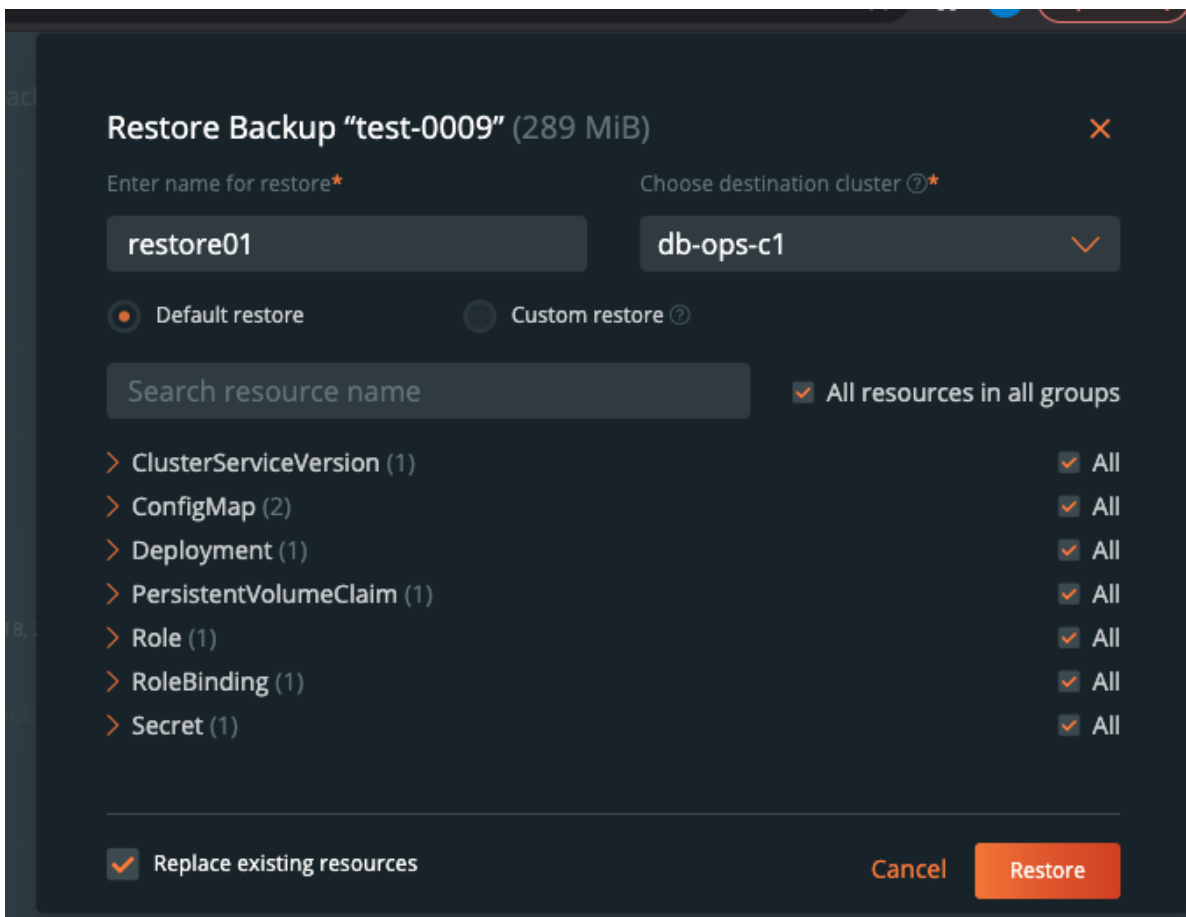 Restore Backup “test-0009” (289 MiB)
Enter name for restore*
Choose destination cluster ?*
restore01
db-ops-c1
Default restore
Custom restore ?
Search resource name
All resources in all groups
ClusterServiceVersion (1) All
ConfigMap (2) All
Deployment (1) All
PersistentVolumeClaim (1) All
Role (1) All
RoleBinding (1) All
Secret (1) All
Replace existing resources
Cancel
Restore